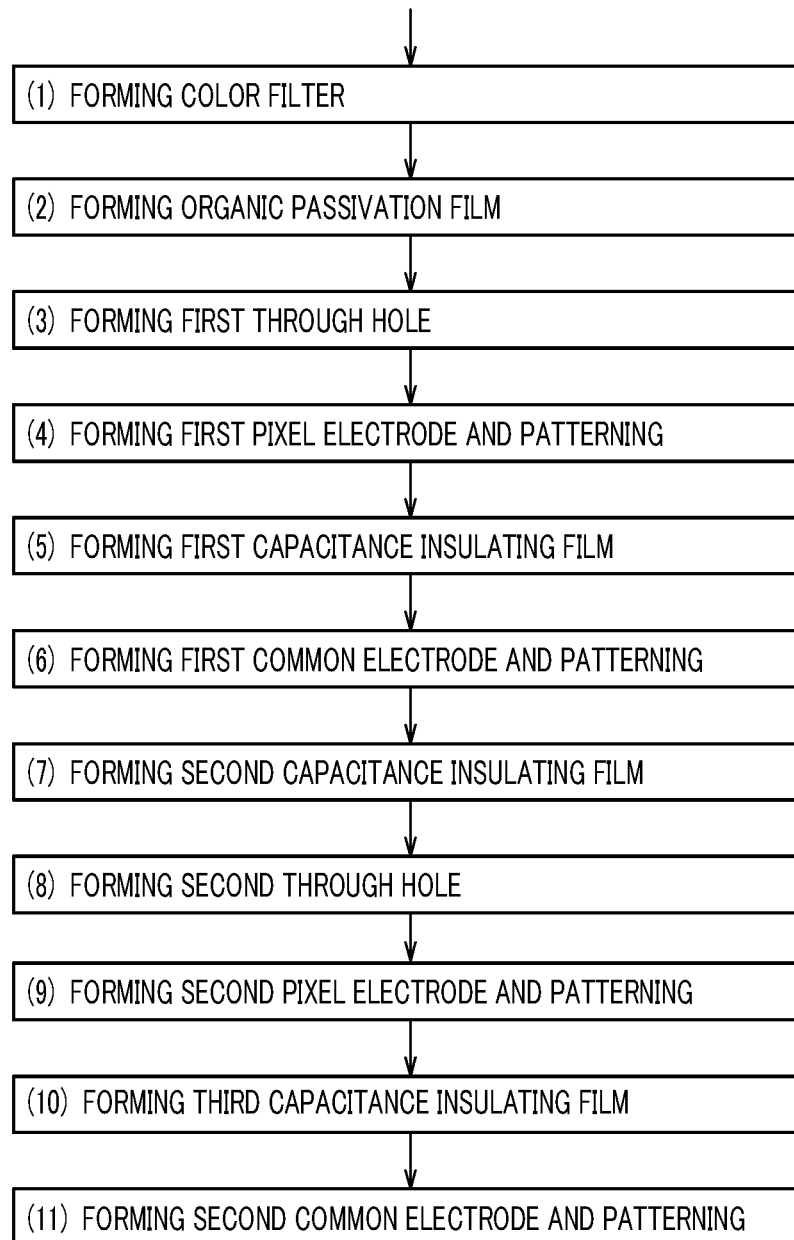 (1) FORMING COLOR FILTER
(2) FORMING ORGANIC PASSIVATION FILM
(3) FORMING FIRST THROUGH HOLE
(4) FORMING FIRST PIXEL ELECTRODE AND PATTERNING
(5) FORMING FIRST CAPACITANCE INSULATING FILM
(6) FORMING FIRST COMMON ELECTRODE AND PATTERNING
(7) FORMING SECOND CAPACITANCE INSULATING FILM
(8) FORMING SECOND THROUGH HOLE
(9) FORMING SECOND PIXEL ELECTRODE AND PATTERNING
(10) FORMING THIRD CAPACITANCE INSULATING FILM
(11) FORMING SECOND COMMON ELECTRODE AND PATTERNING